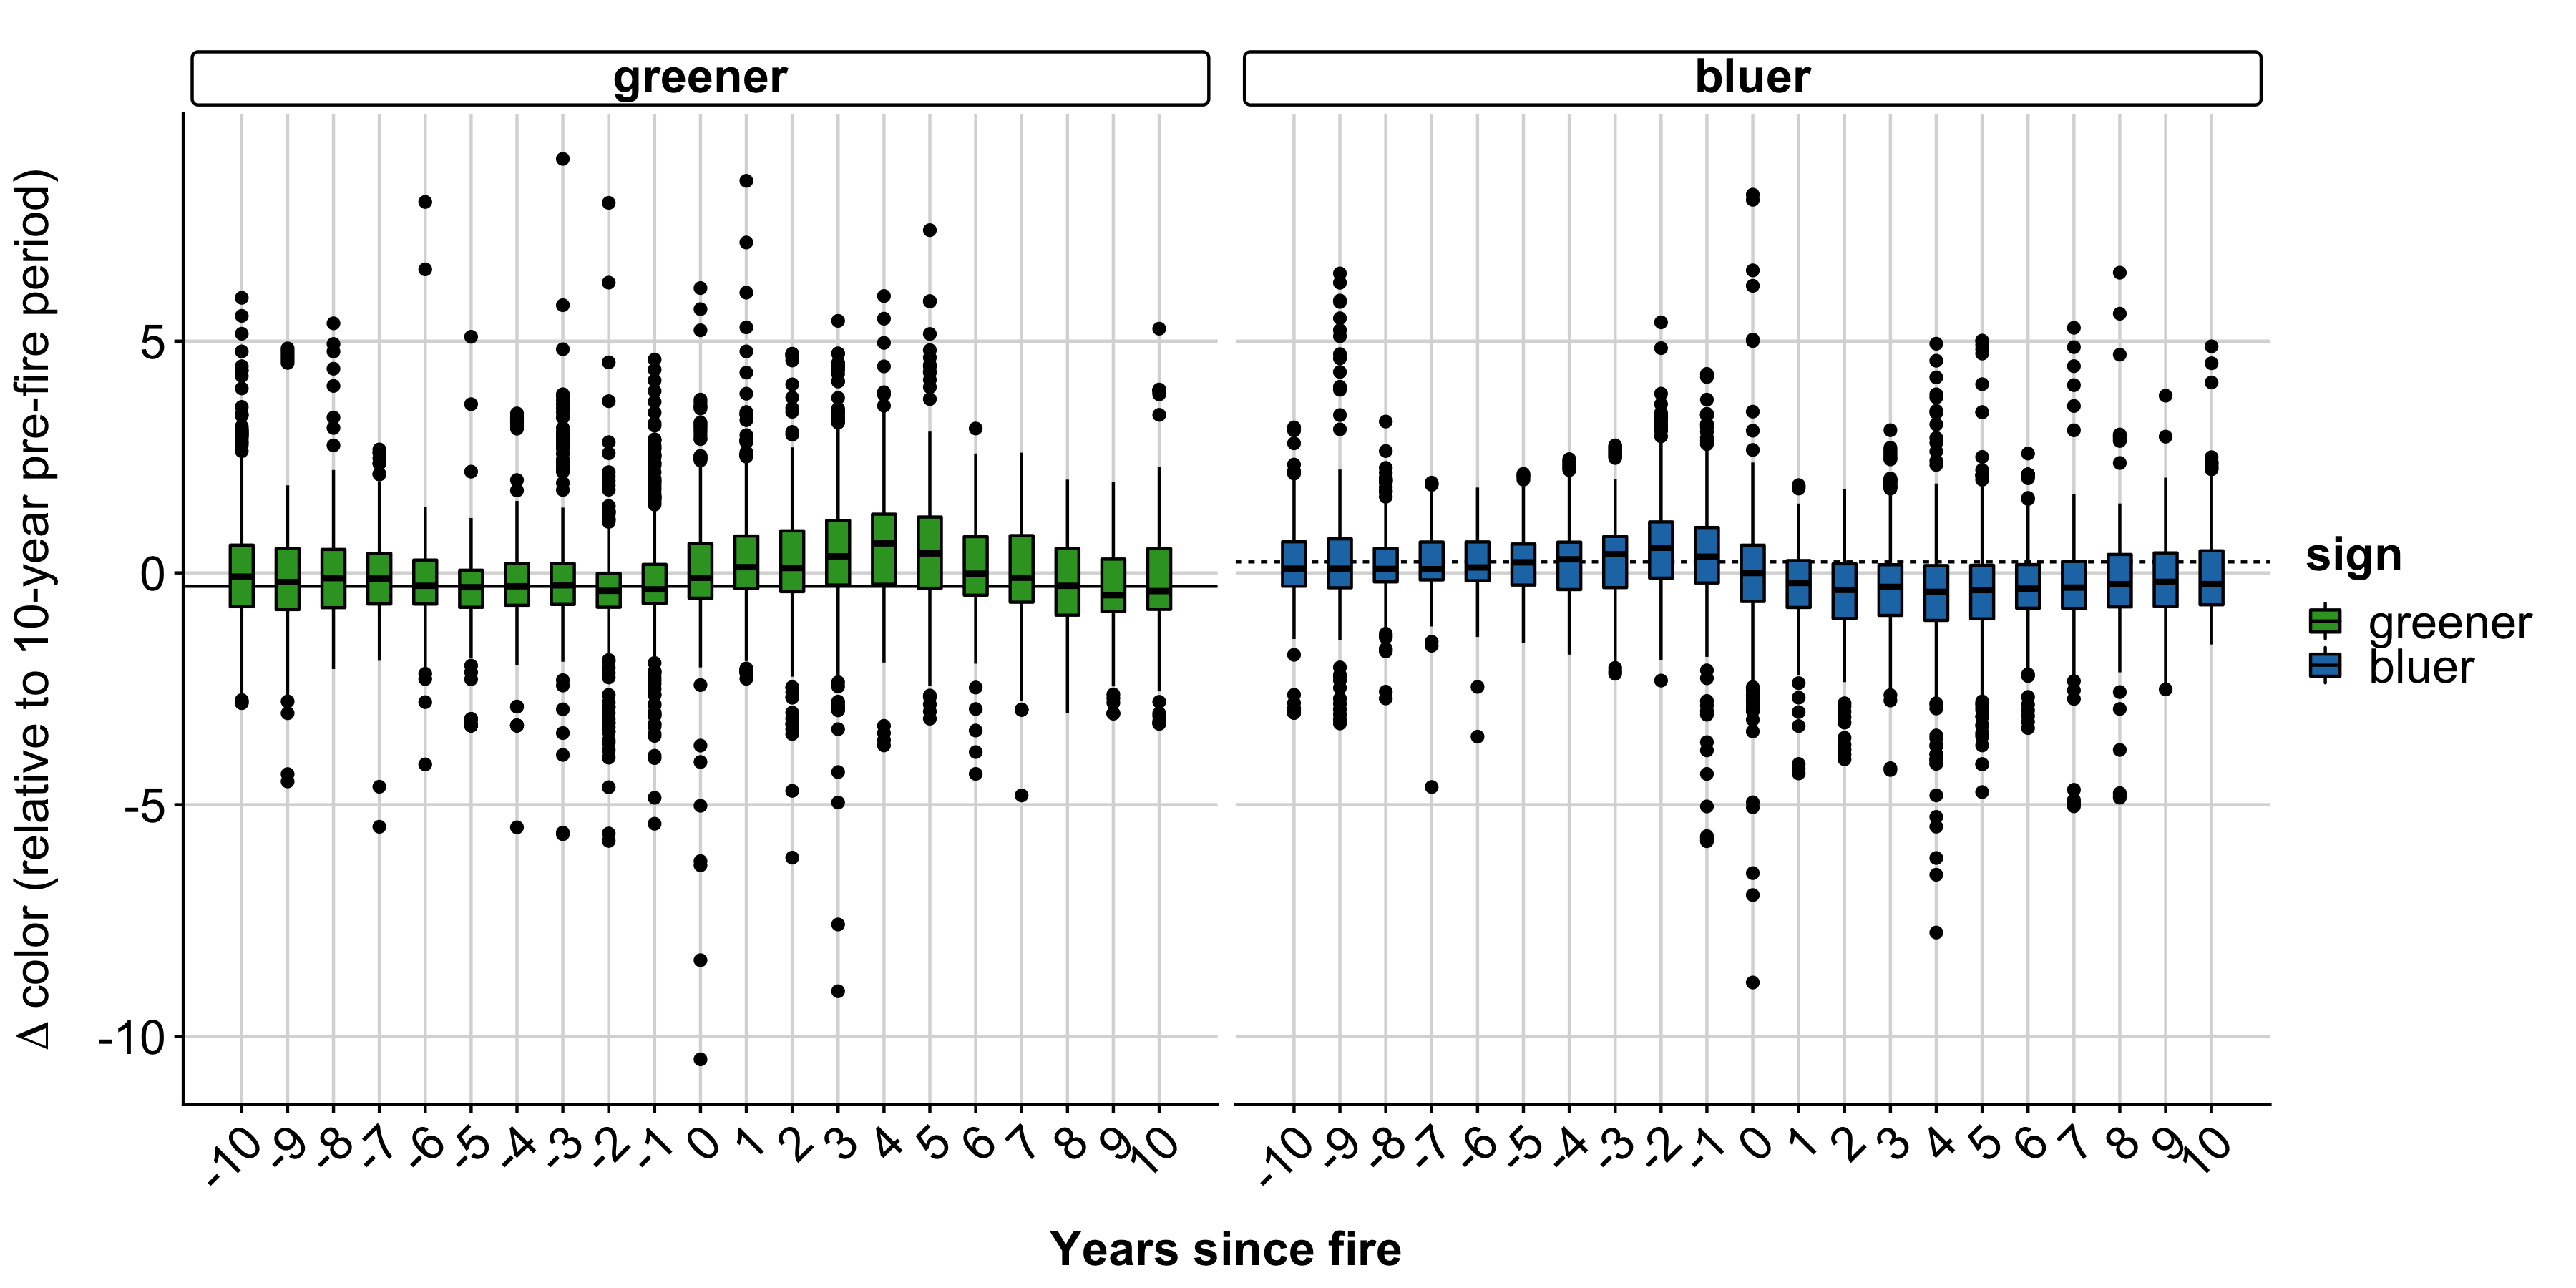 greener bluer
Δ color (relative to 10-year pre-fire period)
5
0
-5
-10
-10 -9 -8 -7 -6 -5 -4 -3 -2 -1 0 1 2 3 4 5 6 7 8 9 10 -10 -9 -8 -7 -6 -5 -4 -3 -2 -1 0 1 2 3 4 5 6 7 8 9 10
Years since fire
sign
greener
bluer